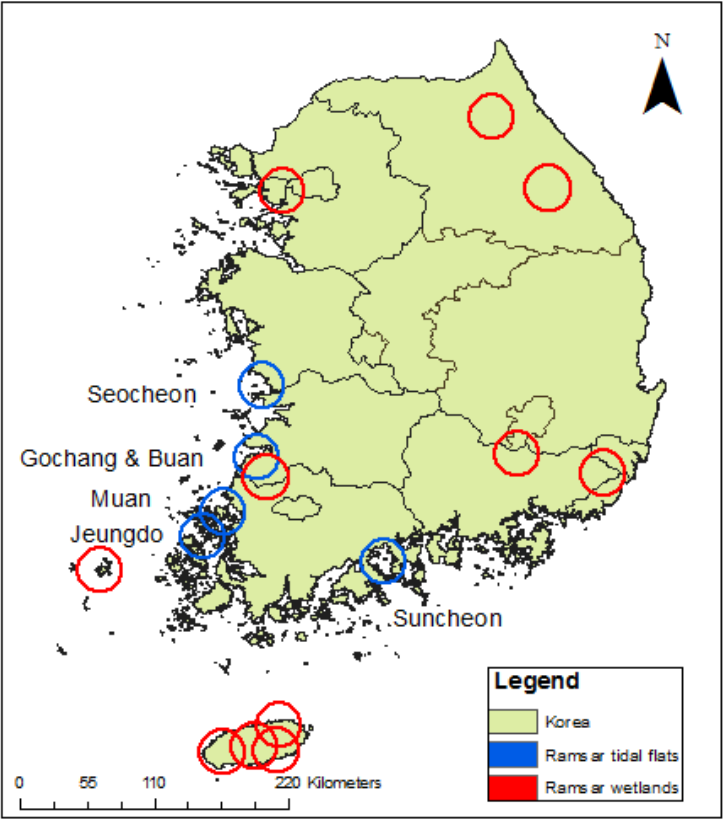 N
Seocheon
Gochang & Buan
Muan
Jeungdo
Suncheon
Legend
Korea
Ramsar tidal flats
Ramsar wetlands
0 55 110 220 Kilometers